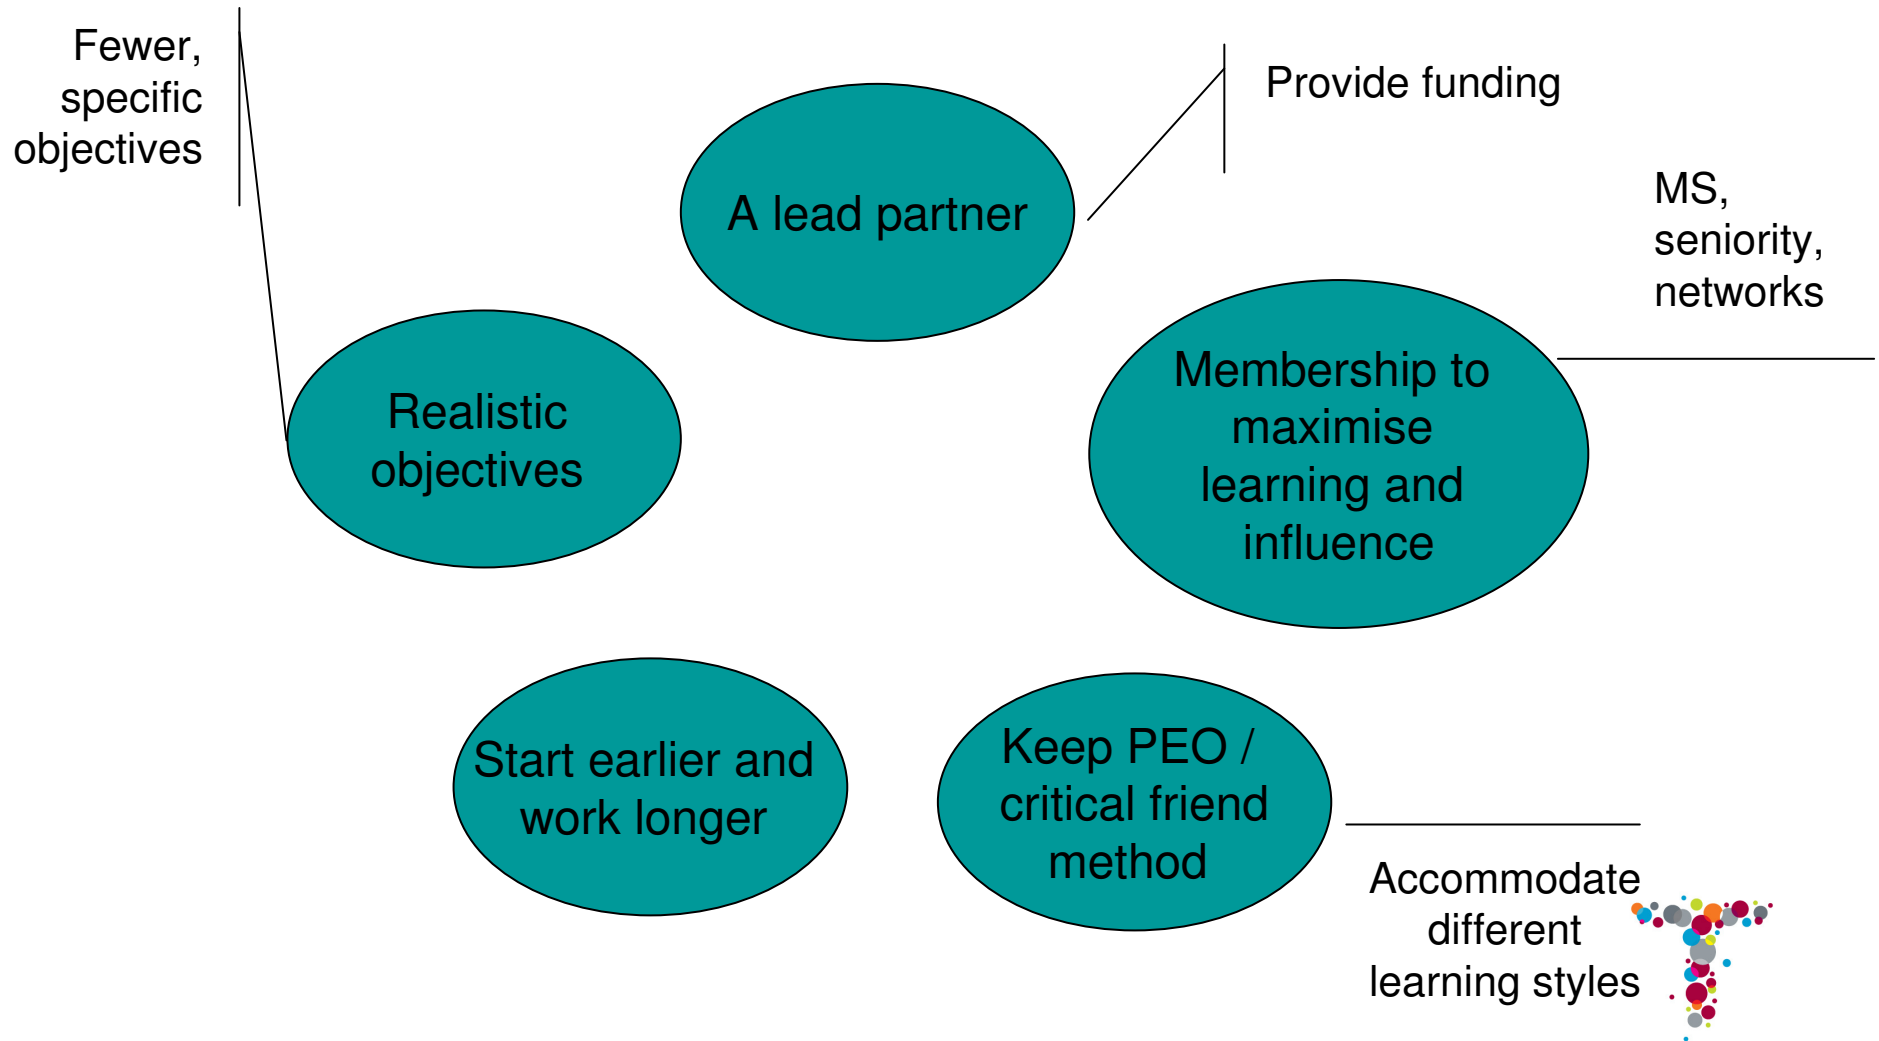 Fewer,
specific
objectives
Provide funding
A lead partner
MS,
seniority,
networks
Realistic
objectives
Membership to
maximise
learning and
influence
Start earlier and
work longer
Keep PEO /
critical friend
method
Accommodate
different
learning styles